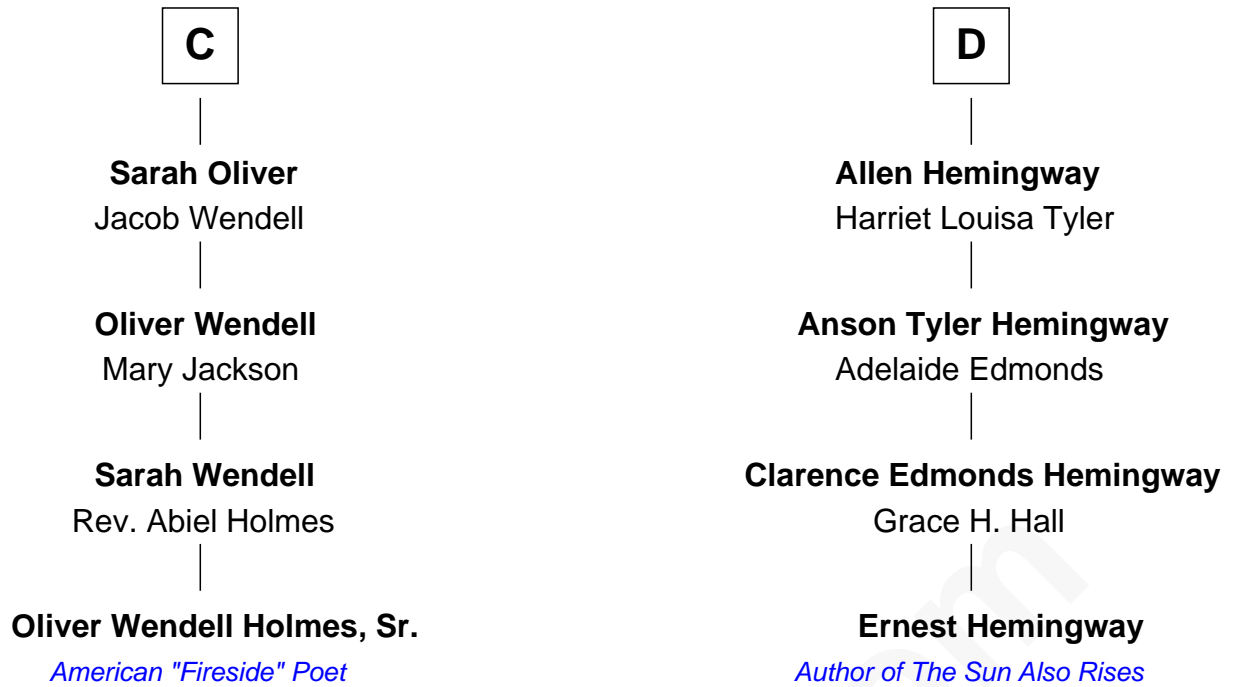 C
Sarah Oliver
Jacob Wendell
Oliver Wendell
Mary Jackson
Sarah Wendell
Rev. Abiel Holmes
Oliver Wendell Holmes, Sr.
American "Fireside" Poet
D
Allen Hemingway
Harriet Louisa Tyler
Anson Tyler Hemingway
Adelaide Edmonds
Clarence Edmonds Hemingway
Grace H. Hall
Ernest Hemingway
Author of The Sun Also Rises